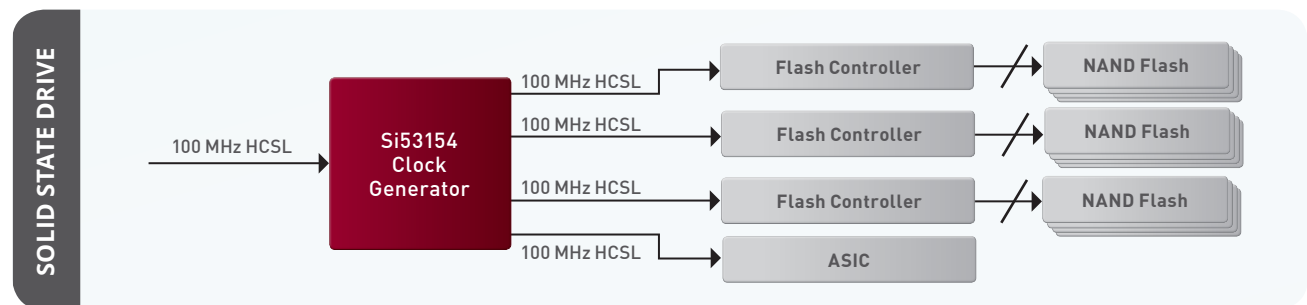 SOLID STATE DRIVE
100 MHz HCSL
Si53154
Clock
Generator
100 MHz HCSL
Flash Controller
NAND Flash
100 MHz HCSL
Flash Controller
NAND Flash
100 MHz HCSL
Flash Controller
NAND Flash
100 MHz HCSL
ASIC